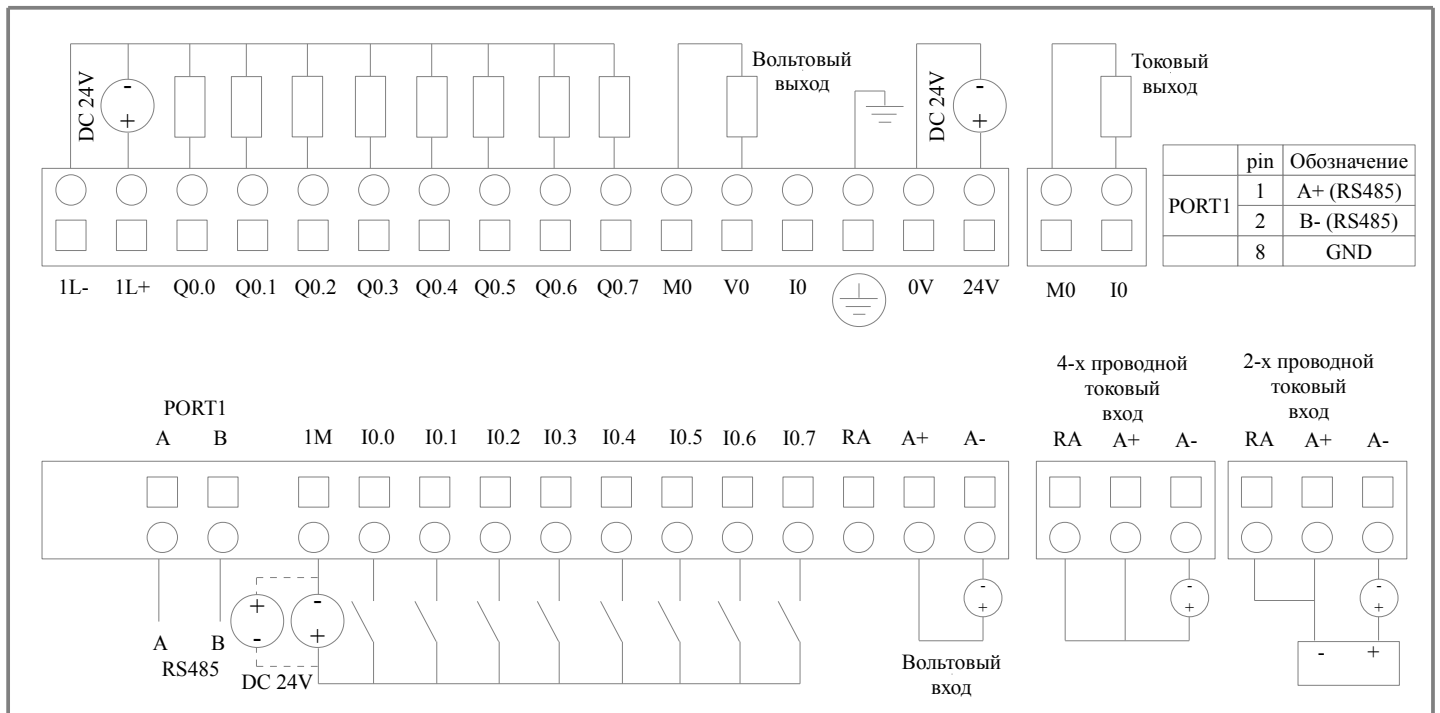 DC 24V
-
+
Вольтовый
выход
DC 24V
-
+
Токовый
выход
pin Обозначение
PORT1
1 A+ (RS485)
2 B- (RS485)
8 GND
1L- 1L+ Q0.0 Q0.1 Q0.2 Q0.3 Q0.4 Q0.5 Q0.6 Q0.7 M0 V0 I0 0V 24V
M0 I0
4-х проводной
токовый
вход
2-х проводной
токовый
вход
PORT1
A B 1M I0.0 I0.1 I0.2 I0.3 I0.4 I0.5 I0.6 I0.7 RA A+ A-
RA A+ A-
RA A+ A-
+
-
-
+
-
+
-
+
-
+
- +
A B
RS485
DC 24V
Вольтовый
вход